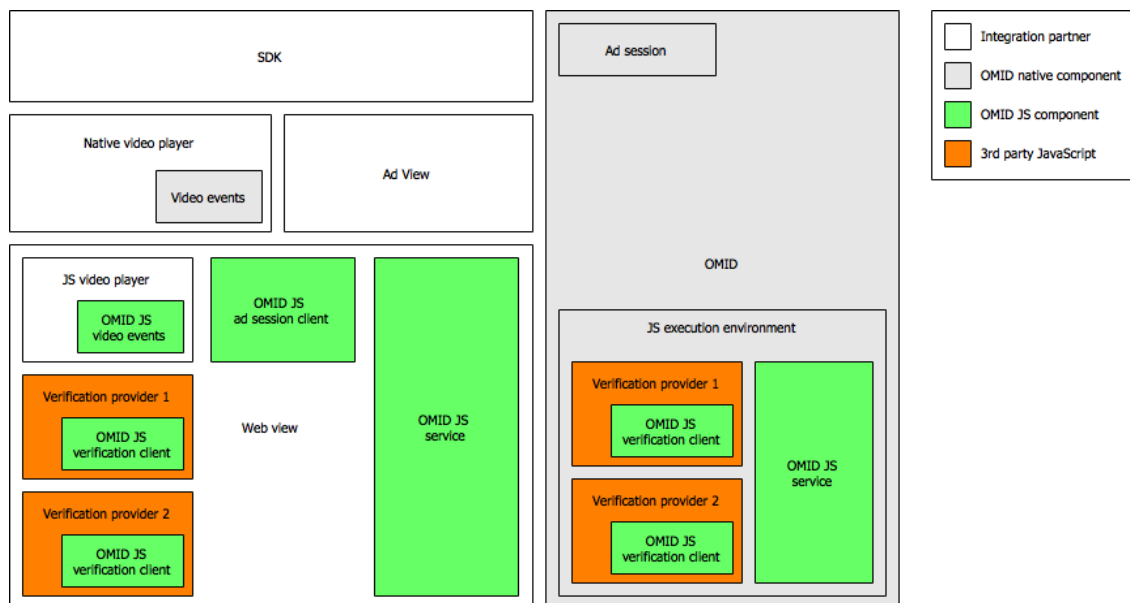 SDK
Native video player
Video events
Ad View
JS video player
OMID JS
video events
OMID JS
ad session client
OMID JS
service
Verification provider 1
OMID JS
verification client
Web view
Verification provider 2
OMID JS
verification client
Ad session
OMID
JS execution environment
Verification provider 1
OMID JS
verification client
OMID JS
service
Verification provider 2
OMID JS
verification client
Integration partner
OMID native component
OMID JS component
3rd party JavaScript